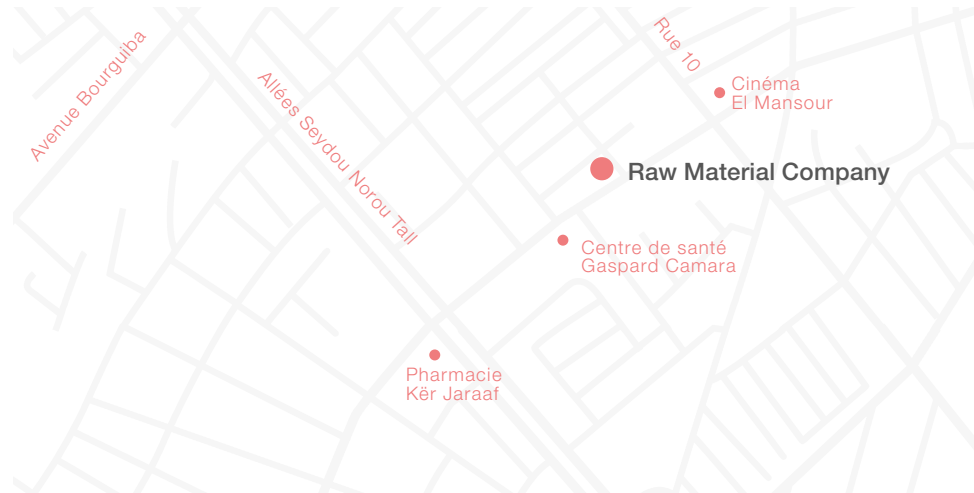 Avenue Bourguiba
Allées Seydou Norou Tall
Rue 10
Cinéma
El Mansour
Raw Material Company
Centre de santé
Gaspard Camara
Pharmacie
Kër Jaraaf